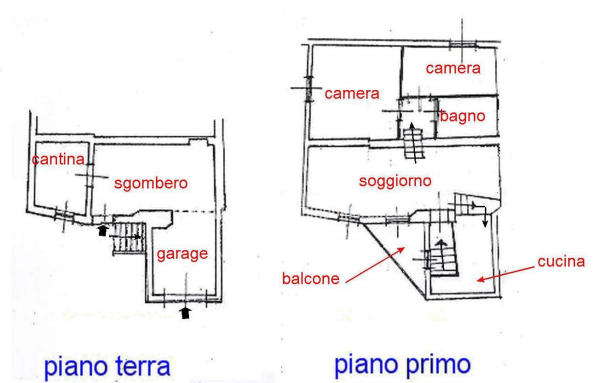 camera
camera
bagno
cantina
sgombero
soggiorno
garage
balcone
cucina
piano terra
piano primo